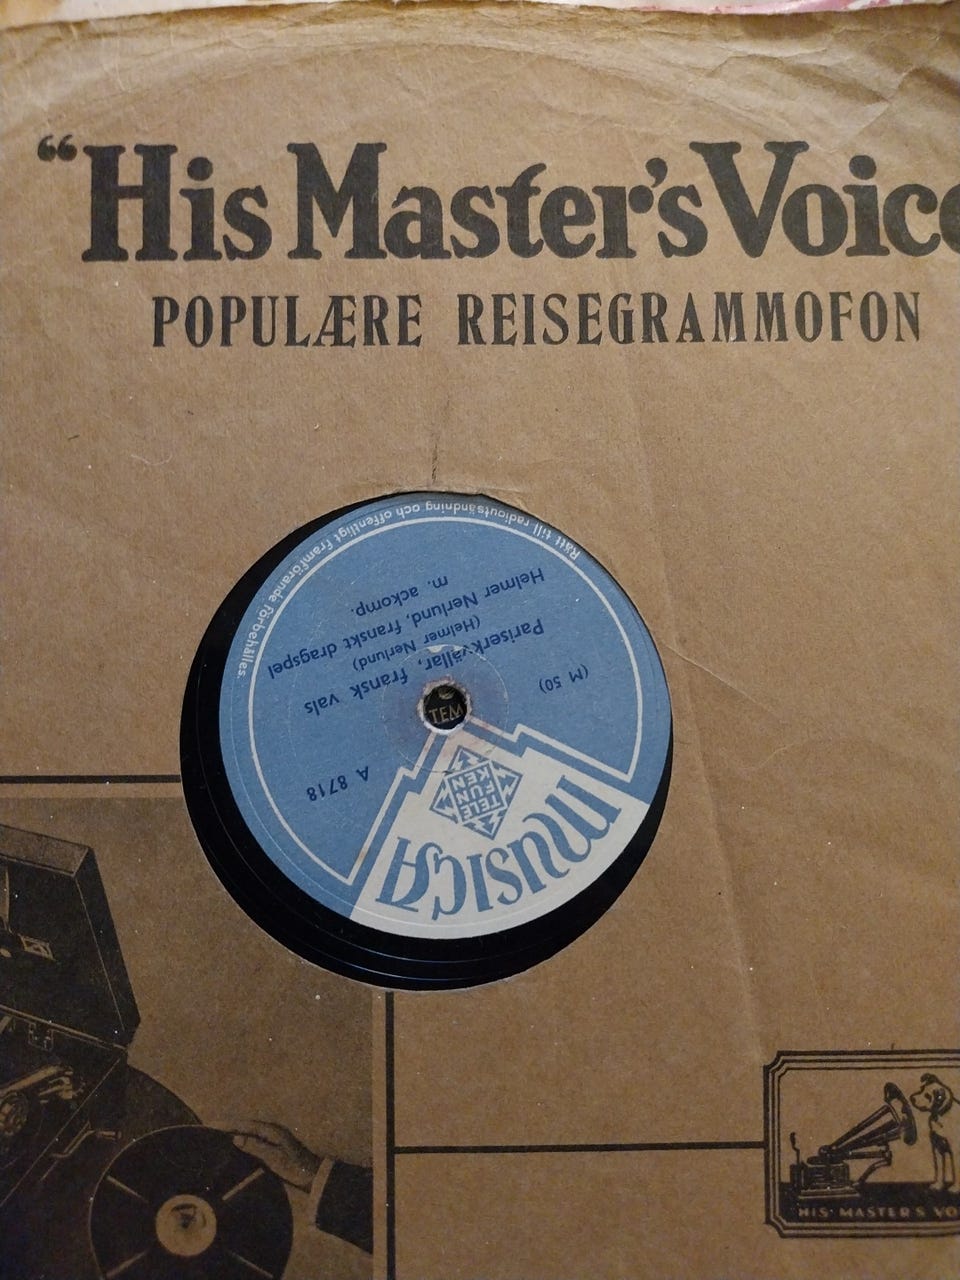 “His Master's Voice
POPULÆRE REISEGRAMMOFON
MUSICA
TELE
FUN
KEN
A 8718
(M 50)
TEM
Pariserkvällar, fransk vals
(Helmer Nerlund)
Helmer Nerlund, franskt dragspel
m. ackomp.
Rätt till radioutsändning och offentligt framförande förbehålles.
HIS MASTER'S VO